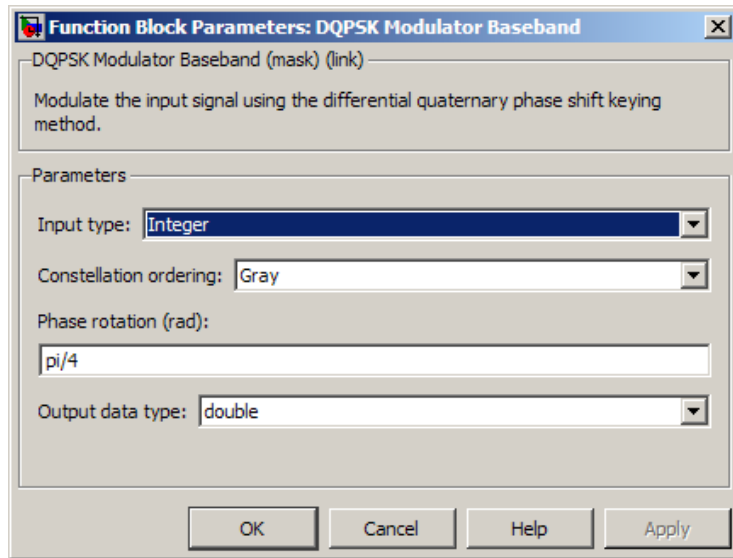 Function Block Parameters: DQPSK Modulator Baseband
DQPSK Modulator Baseband (mask) (link)
Modulate the input signal using the differential quaternary phase shift keying
method.
Parameters
Input type: Integer
Constellation ordering: Gray
Phase rotation (rad):
pi/4
Output data type: double
OK Cancel Help Apply